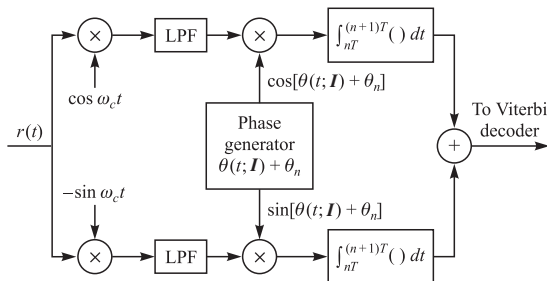 × LPF × ∫_{nT}^{(n+1)T}( ) dt
cos ω_c t
cos[θ(t; I) + θ_n]
r(t)
Phase
generator
θ(t; I) + θ_n
To Viterbi
decoder
+
−sin ω_c t
sin[θ(t; I) + θ_n]
× LPF × ∫_{nT}^{(n+1)T}( ) dt